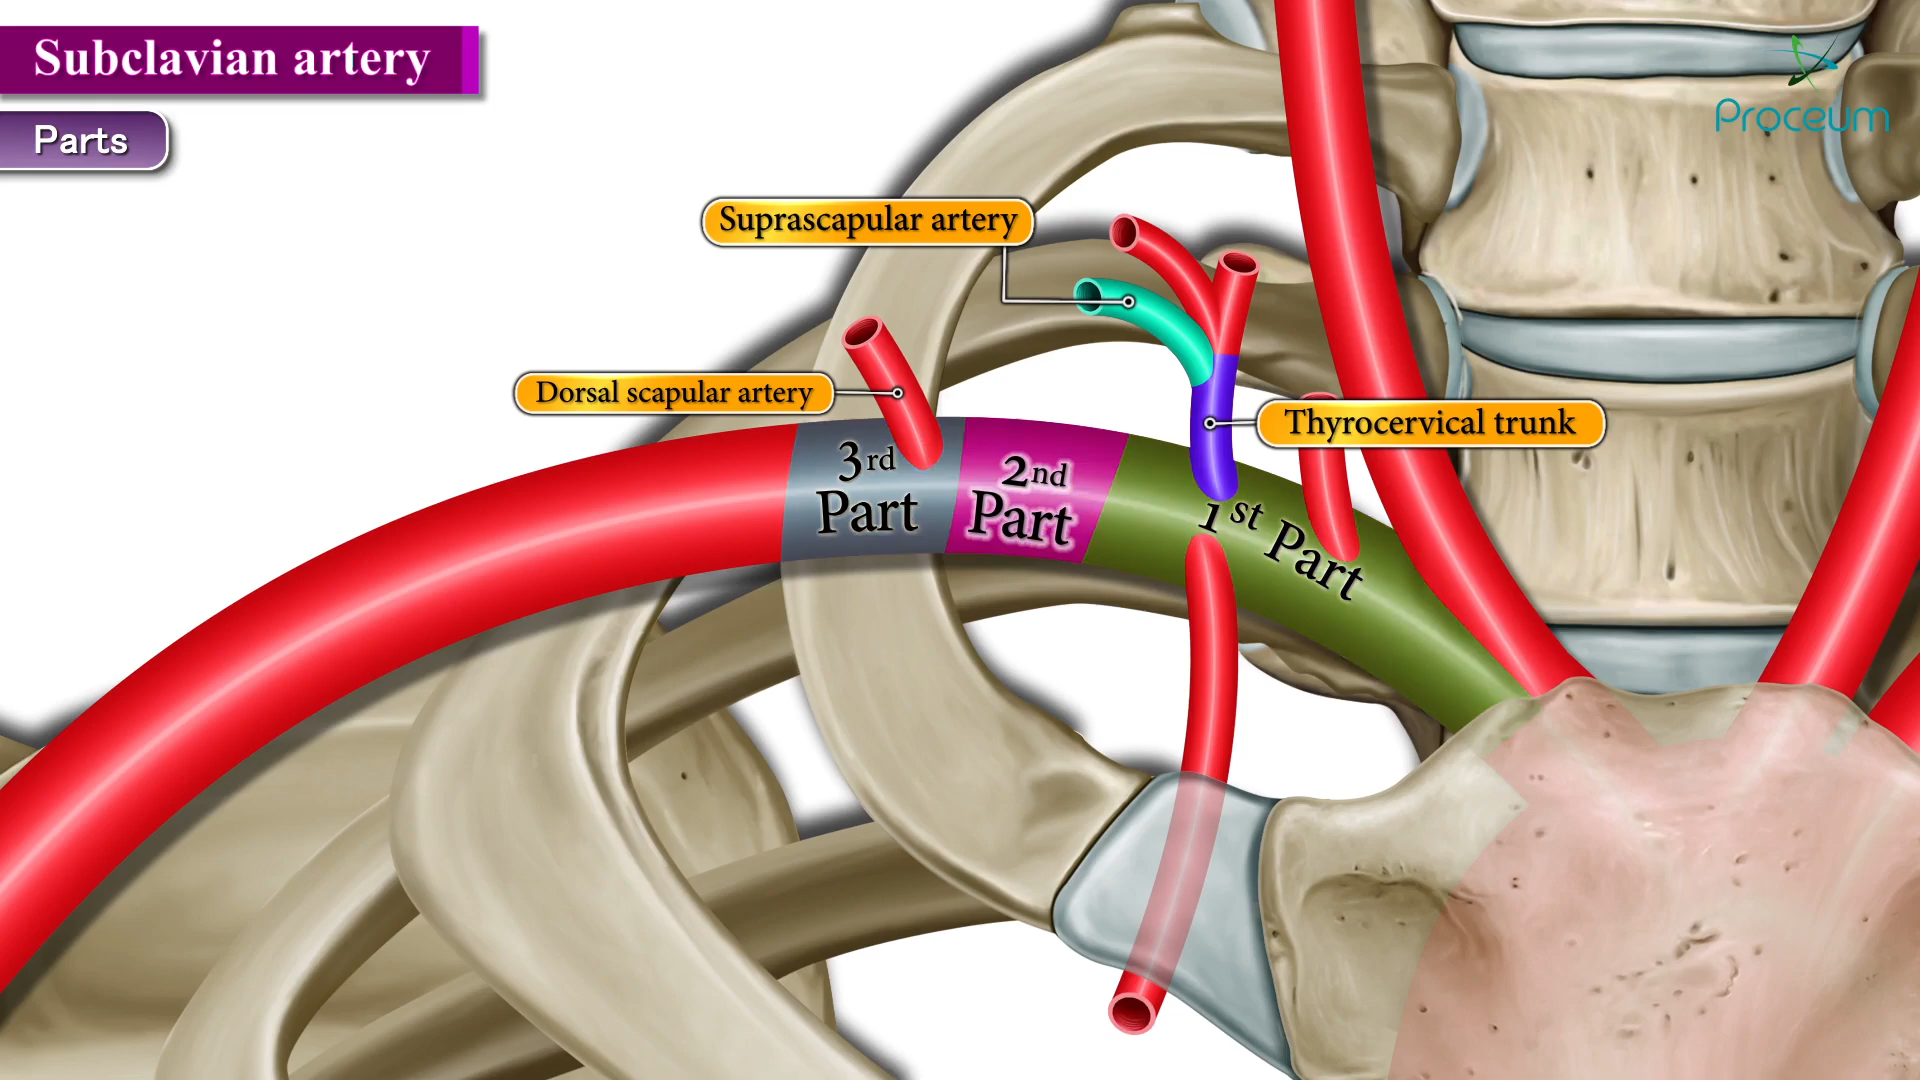 Subclavian artery
Parts
Proceum
Suprascapular artery
Dorsal scapular artery
Thyrocervical trunk
3rd
Part
2nd
Part
1st Part